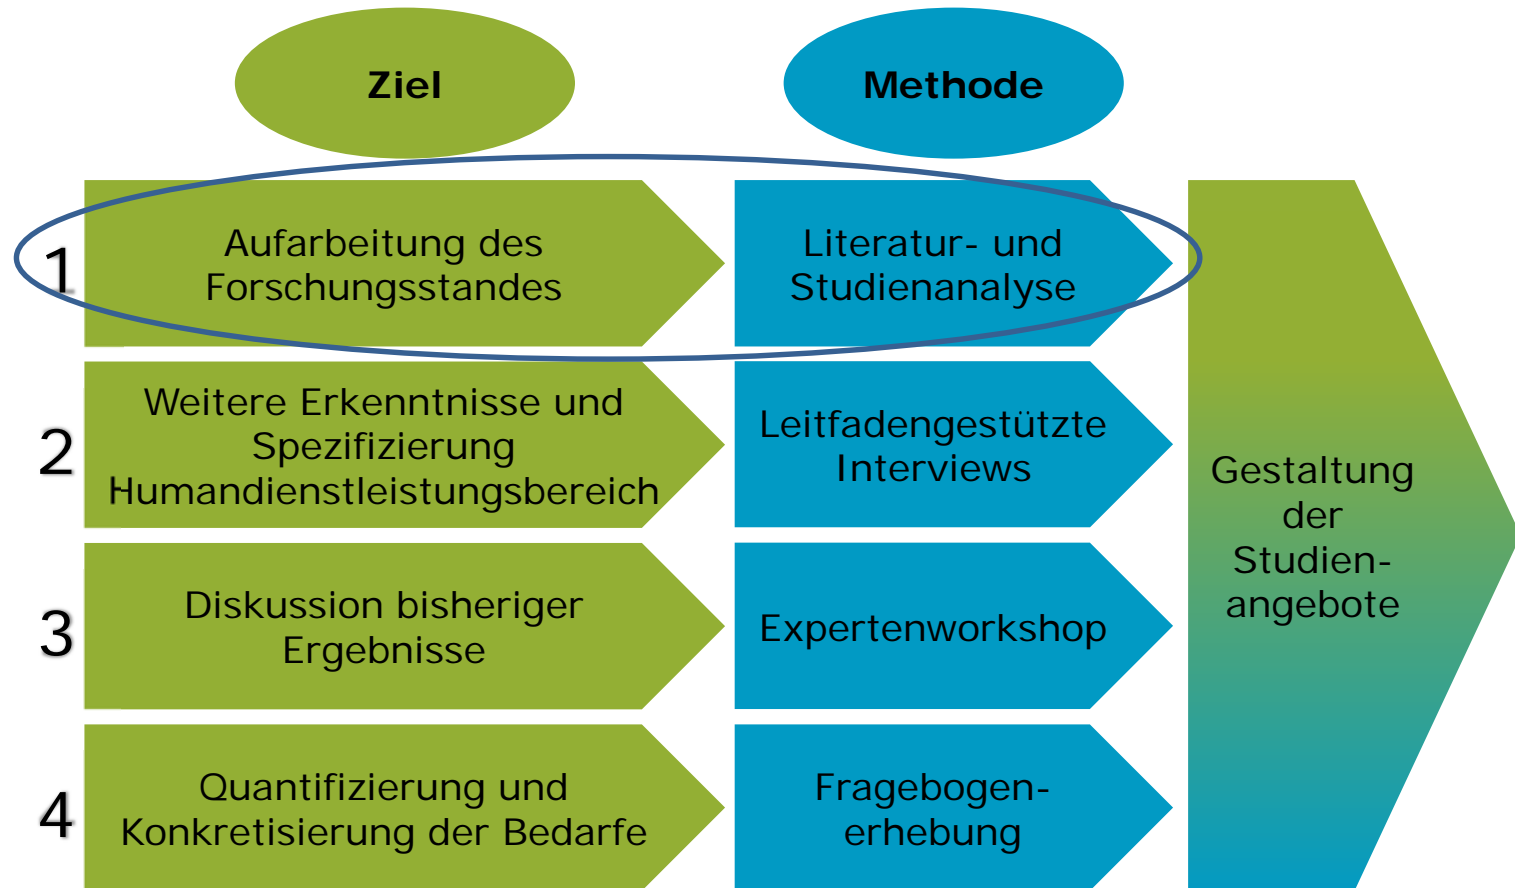 Ziel
Methode
1
Aufarbeitung des
Forschungsstandes
Literatur- und
Studienanalyse
2
Weitere Erkenntnisse und
Spezifizierung
Humandienstleistungsbereich
Leitfadengestützte
Interviews
3
Diskussion bisheriger
Ergebnisse
Expertenworkshop
4
Quantifizierung und
Konkretisierung der Bedarfe
Fragebogen-
erhebung
Gestaltung
der
Studien-
angebote